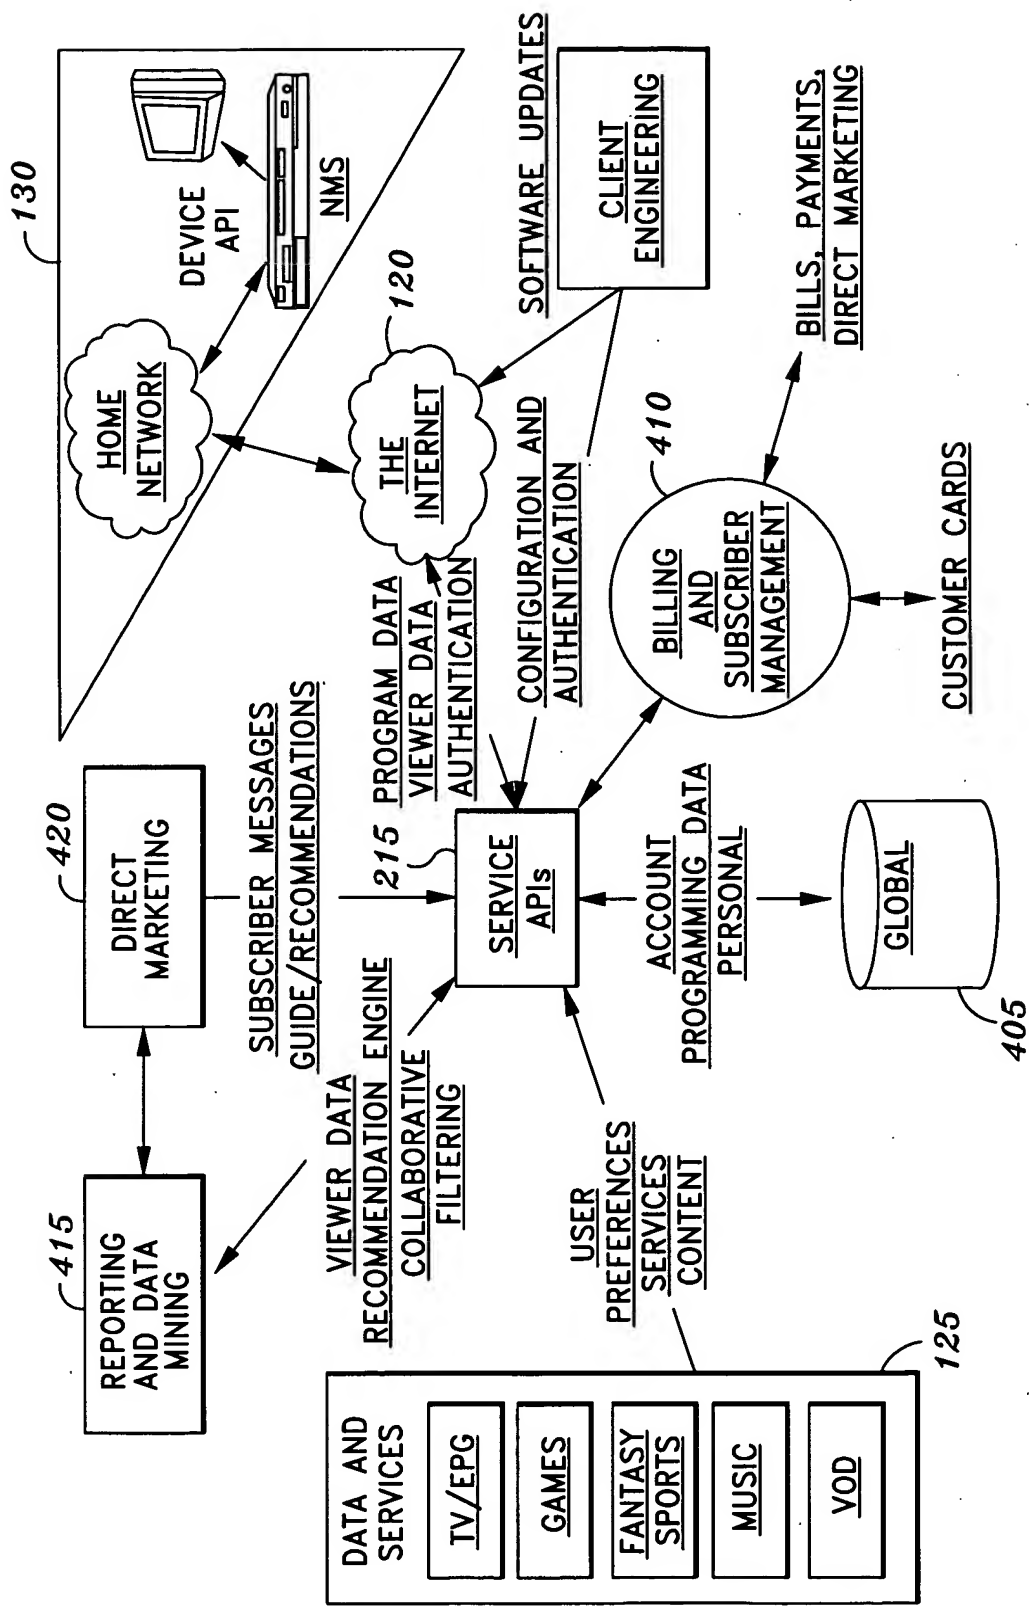 415
REPORTING
AND DATA
MINING
420
DIRECT
MARKETING
130
HOME
NETWORK
DEVICE
API
NMS
SUBSCRIBER MESSAGES
GUIDE/RECOMMENDATIONS
VIEWER DATA
RECOMMENDATION ENGINE
COLLABORATIVE
FILTERING
PROGRAM DATA
VIEWER DATA
AUTHENTICATION
THE
INTERNET
120
DATA AND
SERVICES
TV/EPG
GAMES
FANTASY
SPORTS
MUSIC
VOD
125
215
SERVICE
APIs
CONFIGURATION AND
AUTHENTICATION
SOFTWARE UPDATES
CLIENT
ENGINEERING
USER
PREFERENCES
SERVICES
CONTENT
ACCOUNT
PROGRAMMING DATA
PERSONAL
410
BILLING
AND
SUBSCRIBER
MANAGEMENT
BILLS, PAYMENTS,
DIRECT MARKETING
GLOBAL
405
CUSTOMER CARDS